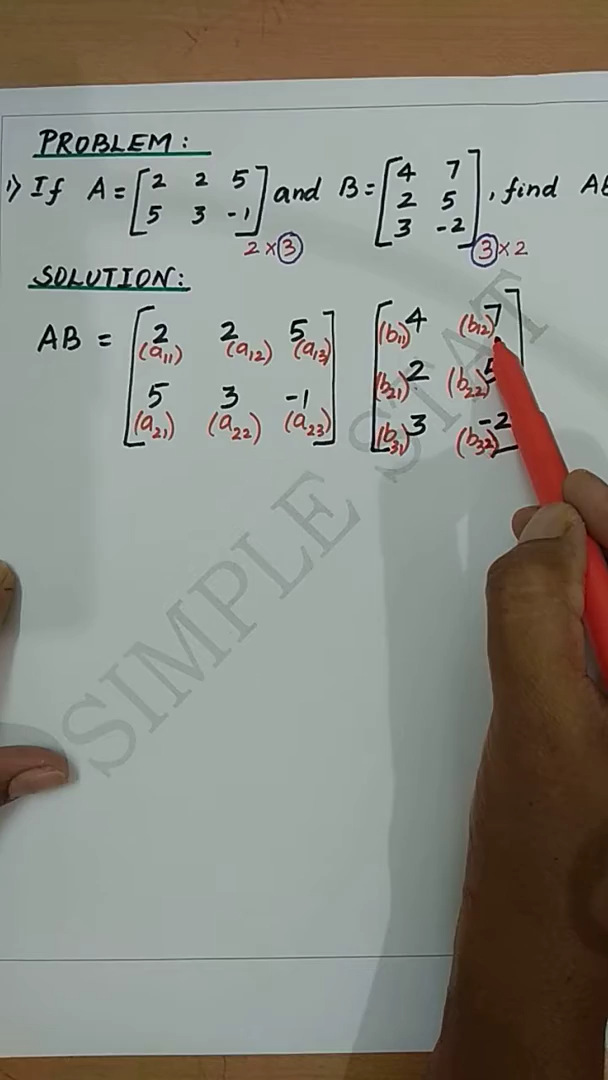 PROBLEM:
1) If A = [2 2 5 and B = [4 7 , find
5 3 -1] 2 5
3 -2]
2 × 3 3 × 2
SOLUTION:
AB = [2 2 5 [4 7
(a11) (a12) (a13) (b11) (b12)
5 3 -1 2 5
(a21) (a22) (a23)] (b21) (b22)
3 -2
(b31) (b32)]
SIMPLE STAT